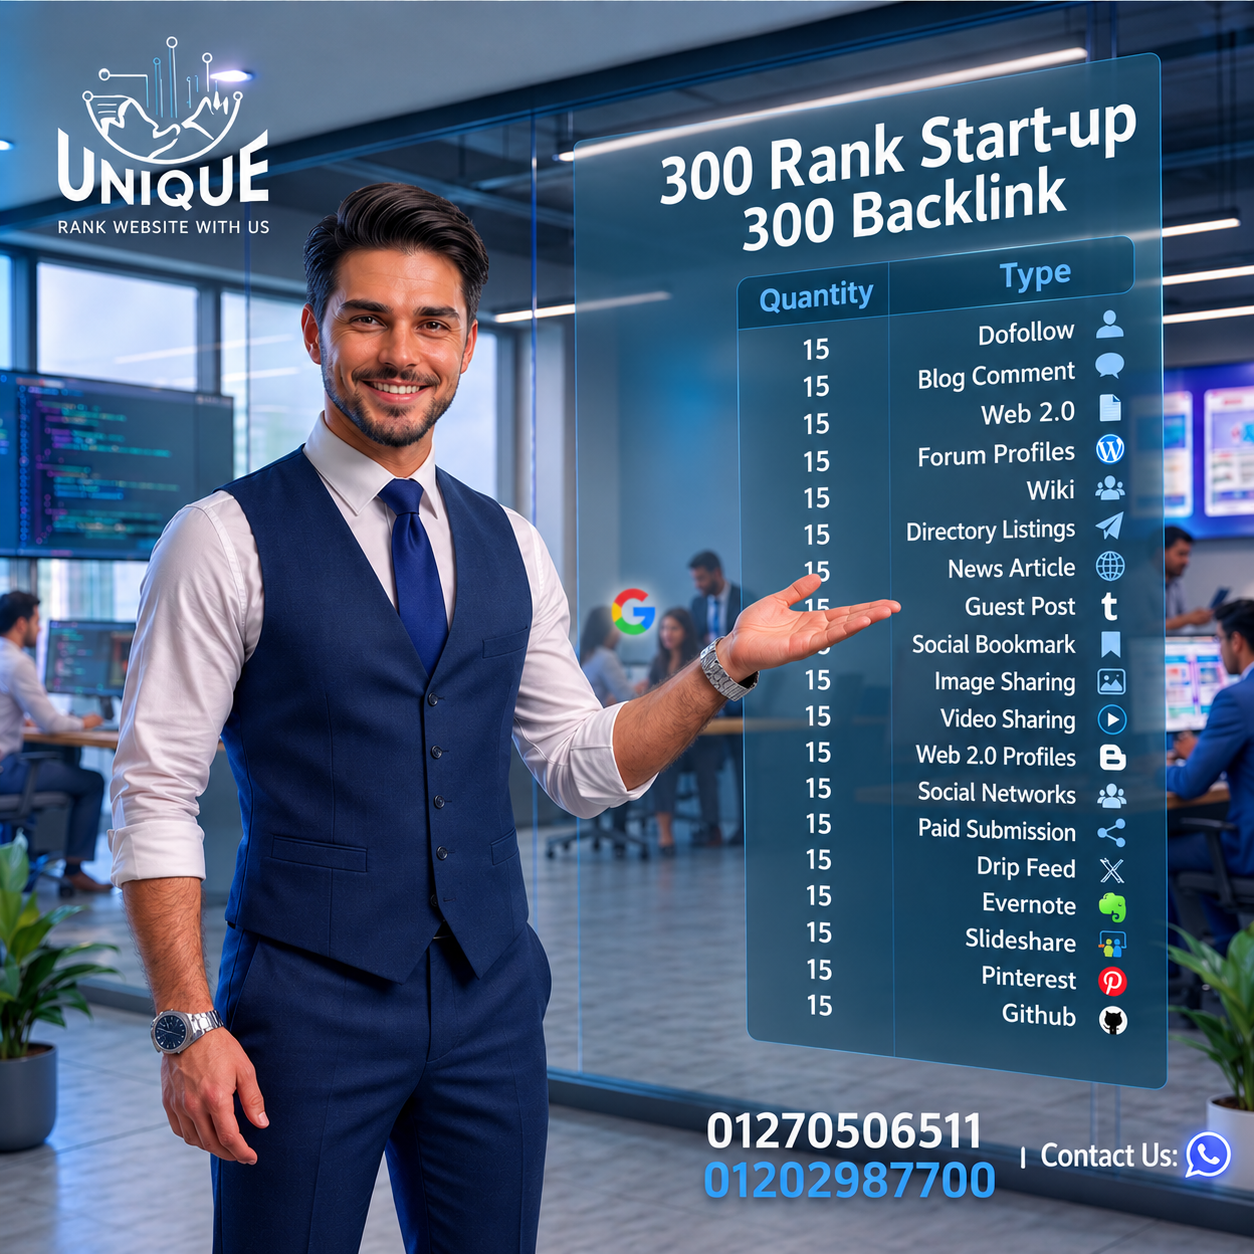 UNIQUE
RANK WEBSITE WITH US
300 Rank Start-up
300 Backlink
Quantity Type
15 Dofollow
15 Blog Comment
15 Web 2.0
15 Forum Profiles
15 Wiki
15 Directory Listings
15 News Article
15 Guest Post
Social Bookmark
15 Image Sharing
15 Video Sharing
15 Web 2.0 Profiles
15 Social Networks
15 Paid Submission
15 Drip Feed
15 Evernote
15 Slideshare
15 Pinterest
15 Github
01270506511
01202987700
| Contact Us: